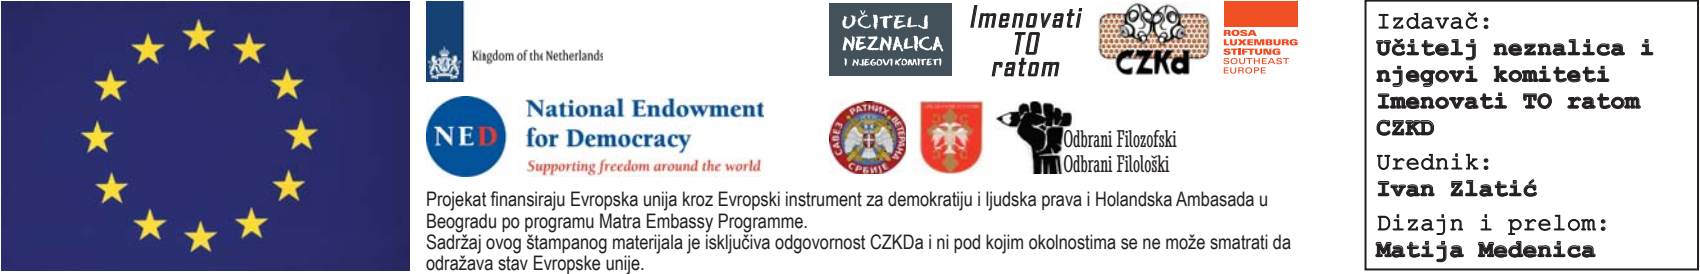 Kingdom of the Netherlands
NED
National Endowment
for Democracy
Supporting freedom around the world
UČITELJ
NEZNALICA
I NJEGOVI KOMITETI
Imenovati
TO
ratom
CZKd
ROSA
LUXEMBURG
STIFTUNG
SOUTHEAST
EUROPE
САВЕЗ РАТНИХ ВЕТЕРАНА
СРБИЈЕ
Odbrani Filozofski
Odbrani Filološki
Projekat finansiraju Evropska unija kroz Evropski instrument za demokratiju i ljudska prava i Holandska Ambasada u
Beogradu po programu Matra Embassy Programme.
Sadržaj ovog štampanog materijala je isključiva odgovornost CZKDa i ni pod kojim okolnostima se ne može smatrati da
odražava stav Evropske unije.
Izdavač:
Učitelj neznalica i
njegovi komiteti
Imenovati TO ratom
CZKD
Urednik:
Ivan Zlatić
Dizajn i prelom:
Matija Medenica